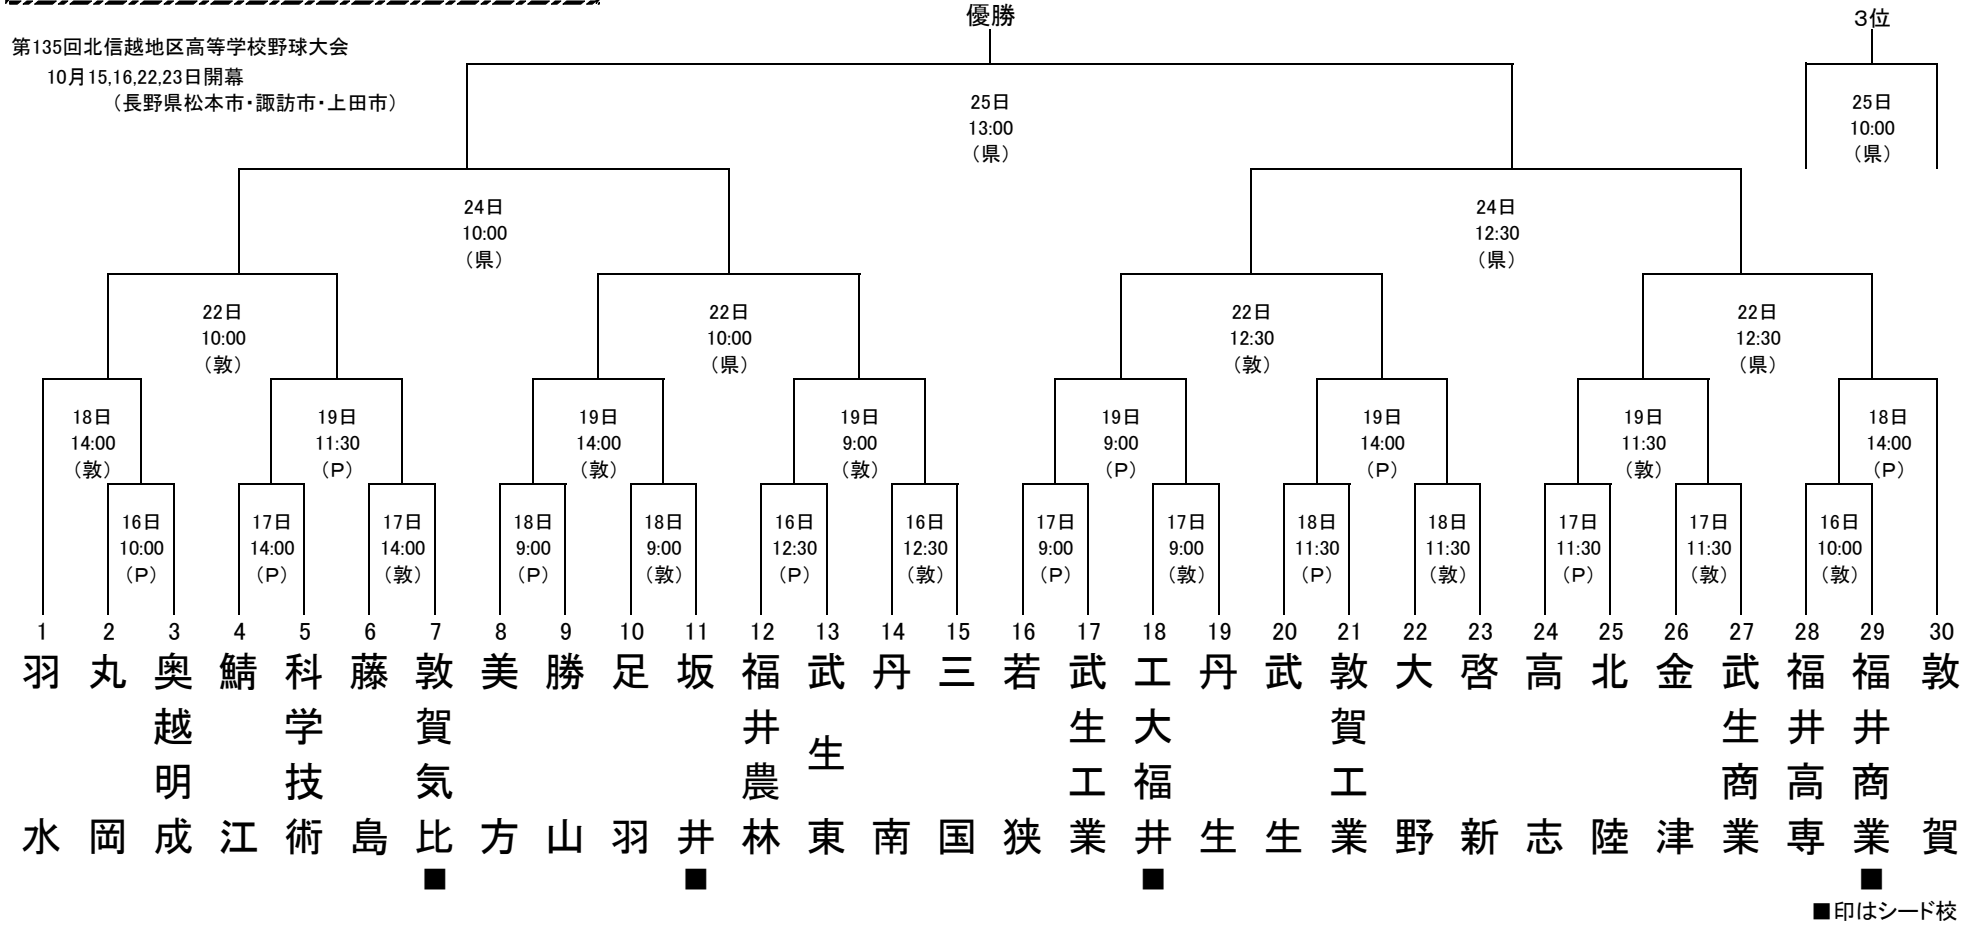 優勝
3位
第135回北信越地区高等学校野球大会
10月15,16,22,23日開幕
（長野県松本市・諏訪市・上田市）
25日
13:00
（県）
25日
10:00
（県）
24日
10:00
（県）
24日
12:30
（県）
22日
10:00
（敦）
22日
10:00
（県）
22日
12:30
（敦）
22日
12:30
（県）
18日
14:00
（敦）
19日
11:30
（P）
19日
14:00
（敦）
19日
9:00
（敦）
19日
9:00
（P）
19日
14:00
（P）
19日
11:30
（敦）
18日
14:00
（P）
16日
10:00
（P）
17日
14:00
（P）
17日
14:00
（敦）
18日
9:00
（P）
18日
9:00
（敦）
16日
12:30
（P）
16日
12:30
（敦）
17日
9:00
（P）
17日
9:00
（敦）
18日
11:30
（P）
18日
11:30
（敦）
17日
11:30
（P）
17日
11:30
（敦）
16日
10:00
（敦）
1 羽水
2 丸岡
3 奥越明成
4 鯖江
5 科学技術
6 藤島
7 敦賀気比 ■
8 美方
9 勝山
10 足羽
11 坂井 ■
12 福井農林
13 武生東
14 丹南
15 三国
16 若狭
17 武生工業
18 工大福井 ■
19 丹生
20 武生
21 敦賀工業
22 大野
23 啓新
24 高志
25 北陸
26 金津
27 武生商業
28 福井高専
29 福井商業 ■
30 敦賀
■印はシード校